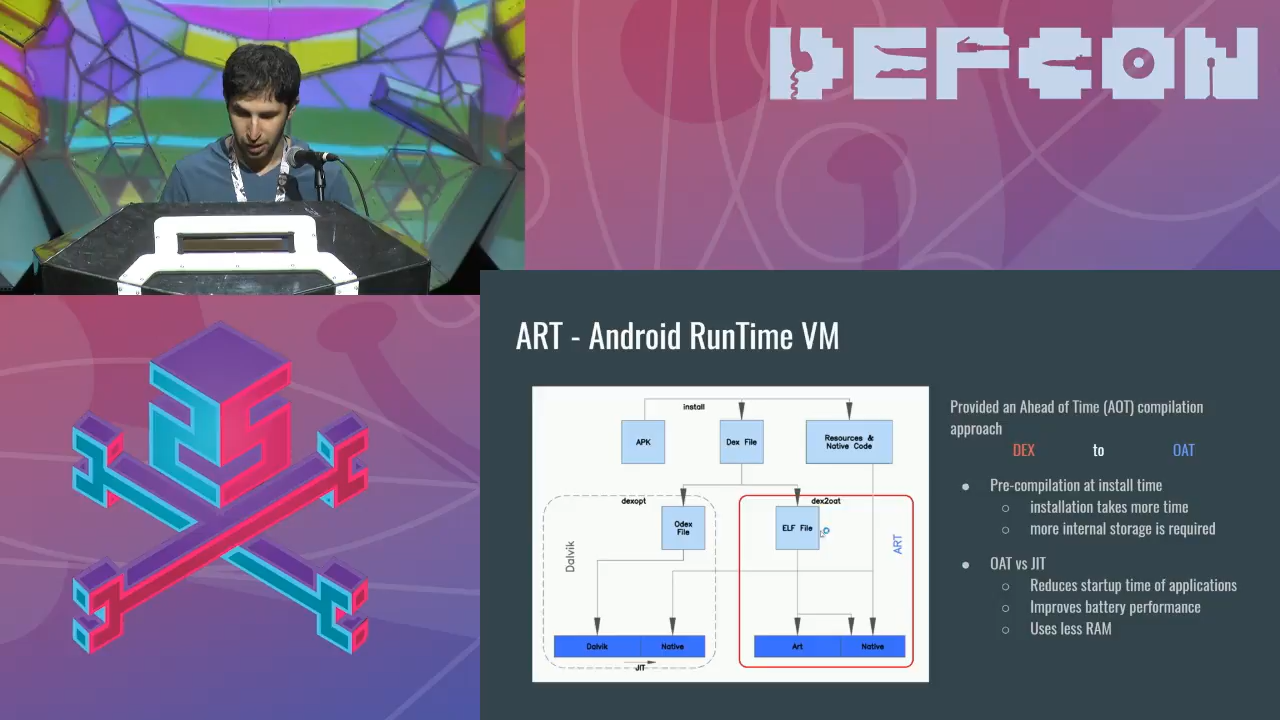 DEFCON
ART - Android RunTime VM
install
APK
Dex File
Resources &
Native Code
dexopt
dex2oat
Odex
File
ELF File
Dalvik
ART
Dalvik
Native
Art
Native
JIT
Provided an Ahead of Time (AOT) compilation
approach
DEX to OAT
● Pre-compilation at install time
○ installation takes more time
○ more internal storage is required
● OAT vs JIT
○ Reduces startup time of applications
○ Improves battery performance
○ Uses less RAM